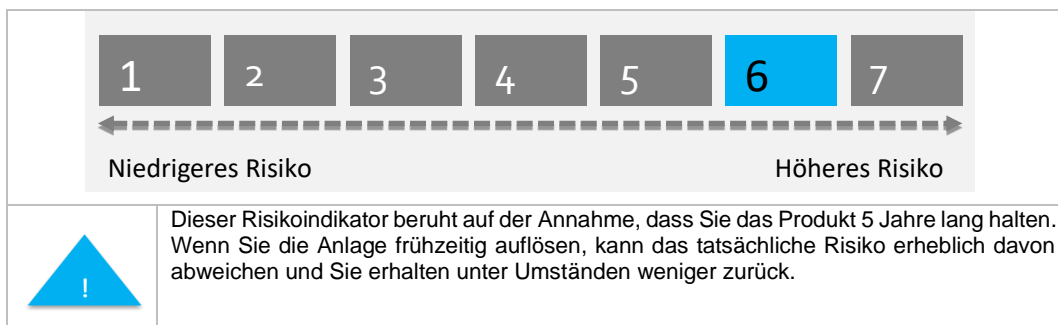 1 2 3 4 5 6 7
Niedrigeres Risiko Höheres Risiko
Dieser Risikoindikator beruht auf der Annahme, dass Sie das Produkt 5 Jahre lang halten.
Wenn Sie die Anlage frühzeitig auflösen, kann das tatsächliche Risiko erheblich davon
abweichen und Sie erhalten unter Umständen weniger zurück.
!